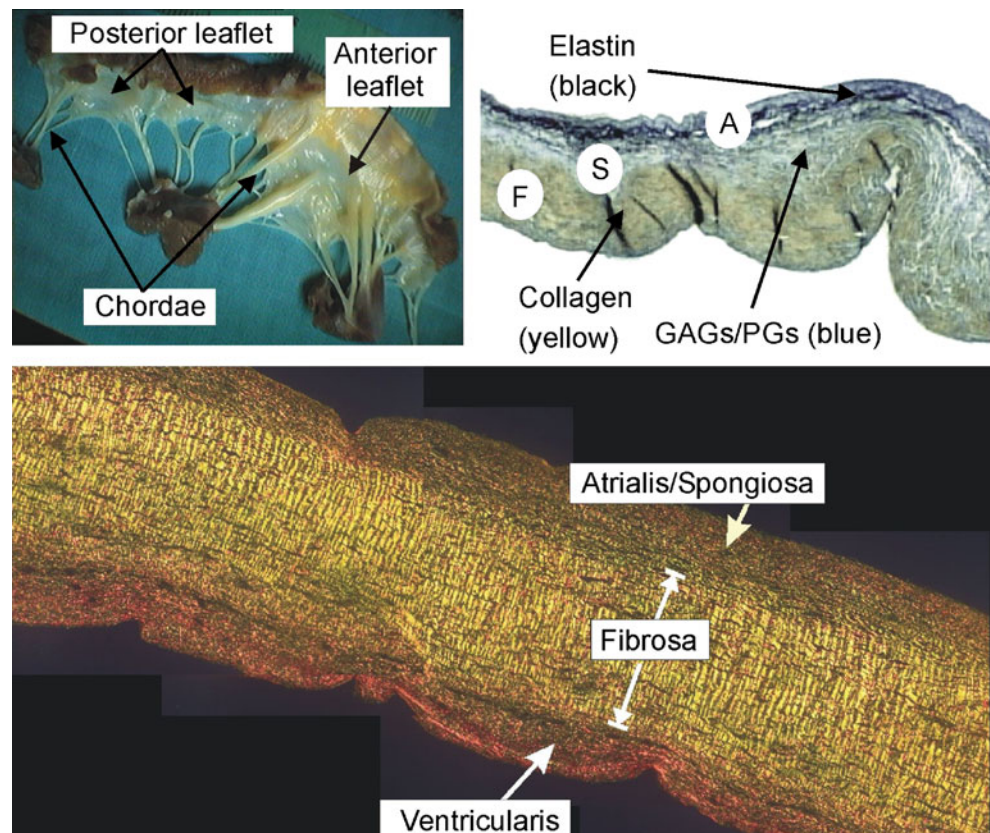 Posterior leaflet
Anterior
leaflet
Chordae
Elastin
(black)
A
S
F
Collagen
(yellow)
GAGs/PGs (blue)
Atrialis/Spongiosa
Fibrosa
Ventricularis